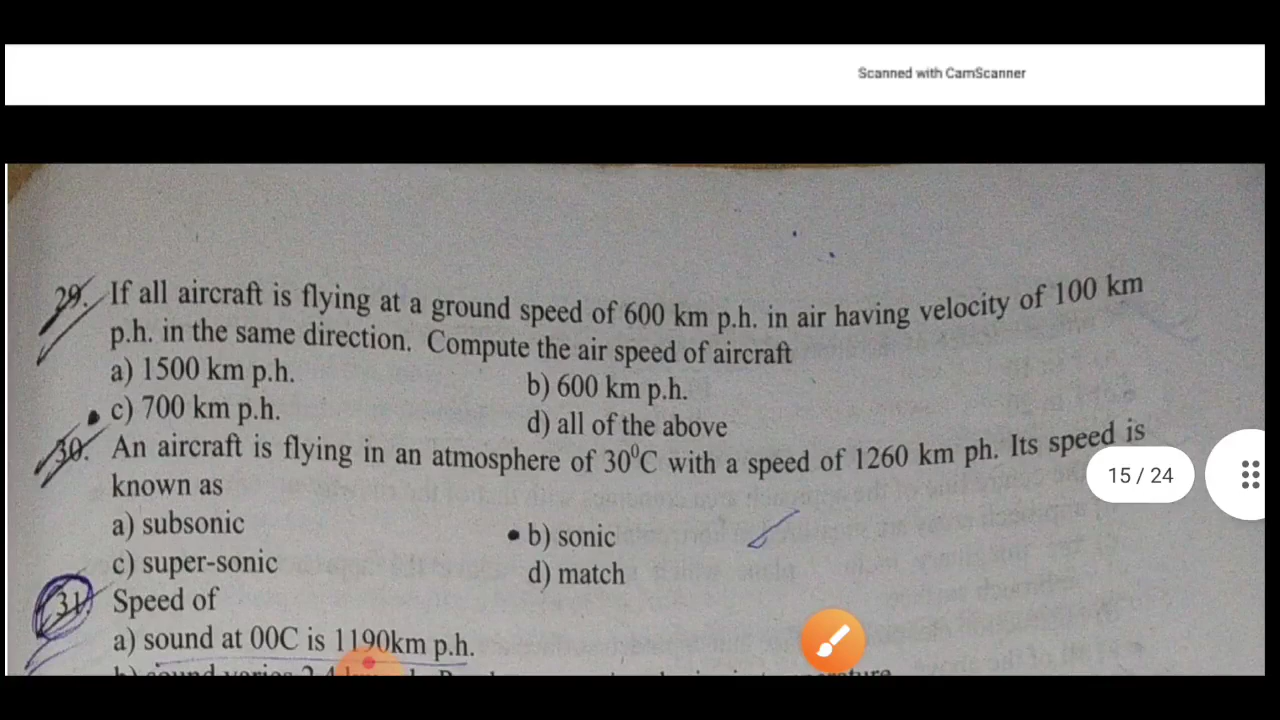 Scanned with CamScanner
29. If all aircraft is flying at a ground speed of 600 km p.h. in air having velocity of 100 km
p.h. in the same direction. Compute the air speed of aircraft
a) 1500 km p.h.
b) 600 km p.h.
c) 700 km p.h.
d) all of the above
30. An aircraft is flying in an atmosphere of 30⁰C with a speed of 1260 km ph. Its speed is
known as
a) subsonic
b) sonic
c) super-sonic
d) match
15 / 24
31. Speed of
a) sound at 00C is 1190km p.h.